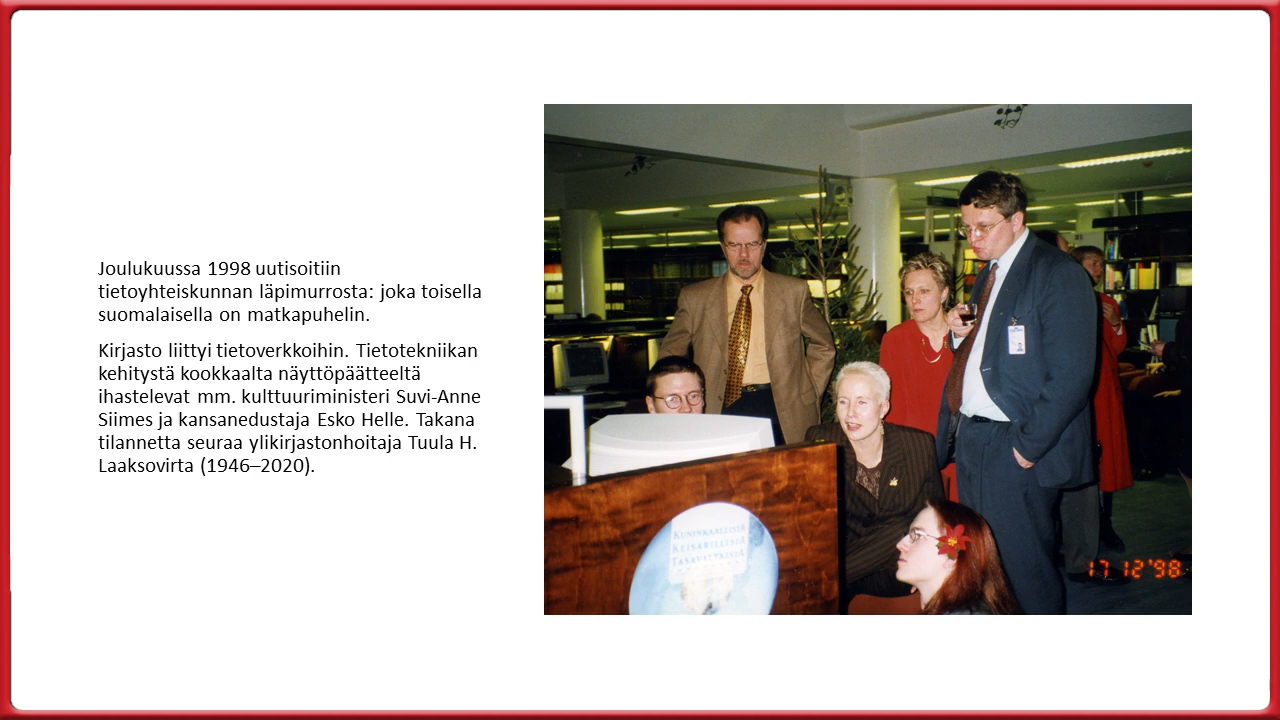 Joulukuussa 1998 uutisoitiin
tietoyhteiskunnan läpimurrosta: joka toisella
suomalaisella on matkapuhelin.
Kirjasto liittyi tietoverkkoihin. Tietotekniikan
kehitystä kookkaalta näyttöpäätteeltä
ihastelevat mm. kulttuuriministeri Suvi-Anne
Siimes ja kansanedustaja Esko Helle. Takana
tilannetta seuraa ylikirjastonhoitaja Tuula H.
Laaksovirta (1946–2020).
KUNINKAALLISIA
KEISARILLISIA
TASAVALTAISIA
17 12 '98